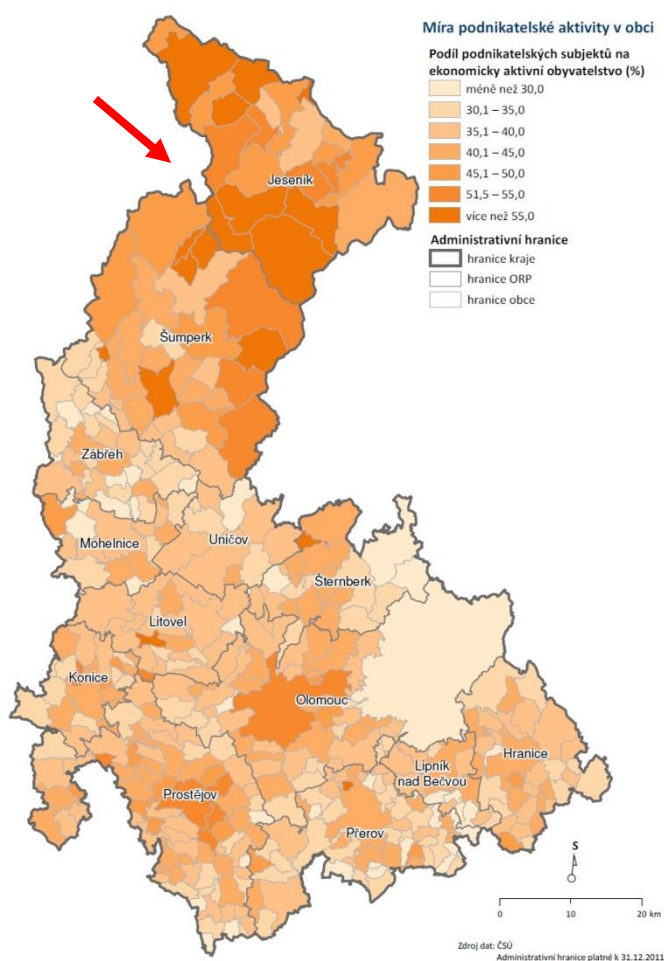 Míra podnikatelské aktivity v obci
Podíl podnikatelských subjektů na
ekonomicky aktivní obyvatelstvo (%)
méně než 30,0
30,1 – 35,0
35,1 – 40,0
40,1 – 45,0
45,1 – 50,0
51,5 – 55,0
více než 55,0
Administrativní hranice
hranice kraje
hranice ORP
hranice obce
Jeseník
Šumperk
Zábřeh
Mohelnice
Uničov
Šternberk
Litovel
Konice
Olomouc
Lipník
nad Bečvou
Hranice
Prostějov
Přerov
S
0 10 20 km
Zdroj dat: ČSÚ
Administrativní hranice platné k 31.12.2011